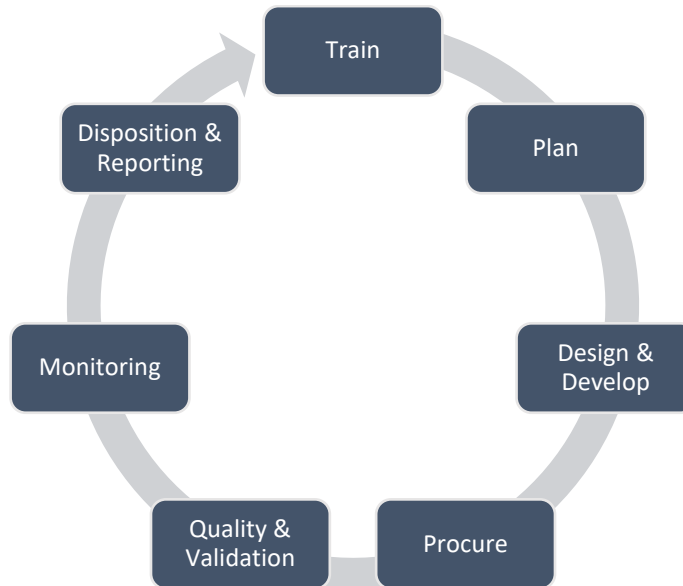 Train
Plan
Design &
Develop
Procure
Quality &
Validation
Monitoring
Disposition &
Reporting